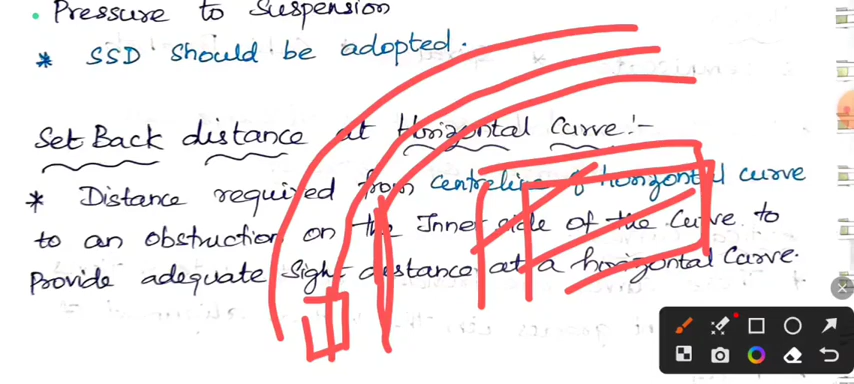 • Pressure to Suspension
* SSD should be adopted.
Set Back distance at Horizontal Curve:-
* Distance required from centreline of horizontal curve
to an obstruction on the Inner side of the Curve to
Provide adequate Sight distance at a horizontal Curve.